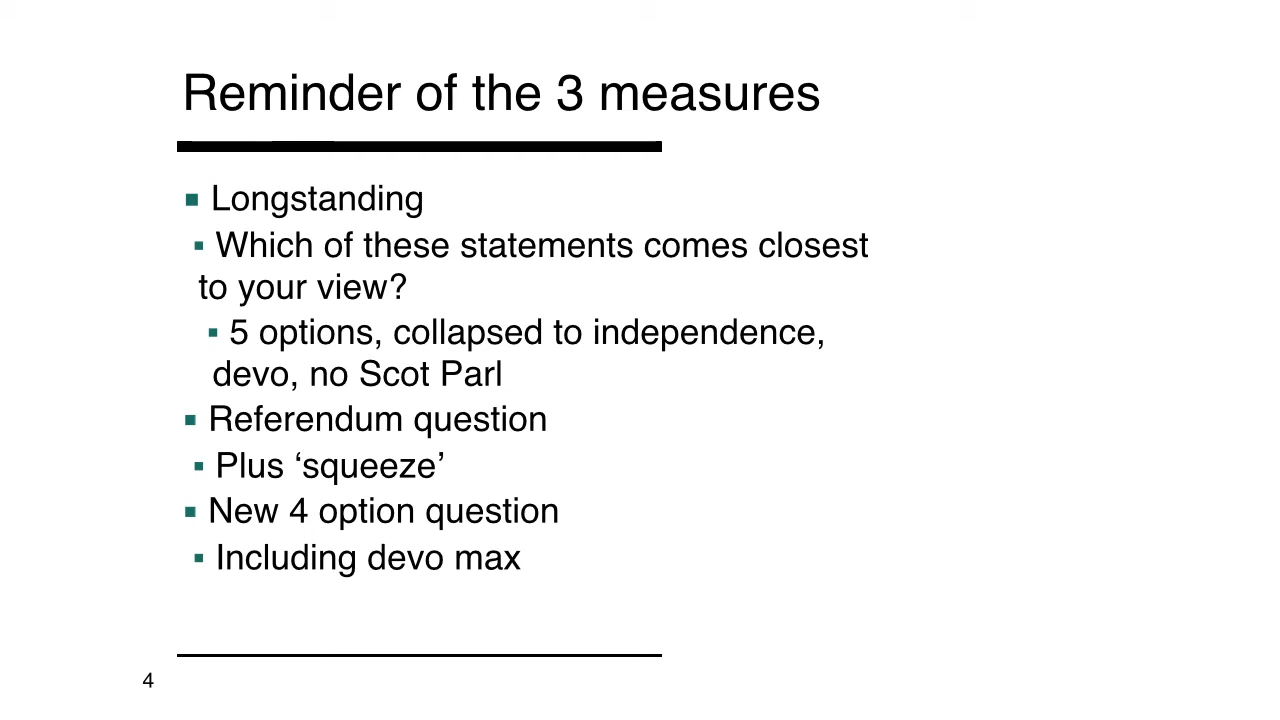 Reminder of the 3 measures
▪ Longstanding
▪ Which of these statements comes closest
to your view?
▪ 5 options, collapsed to independence,
devo, no Scot Parl
▪ Referendum question
▪ Plus ‘squeeze’
▪ New 4 option question
▪ Including devo max
4